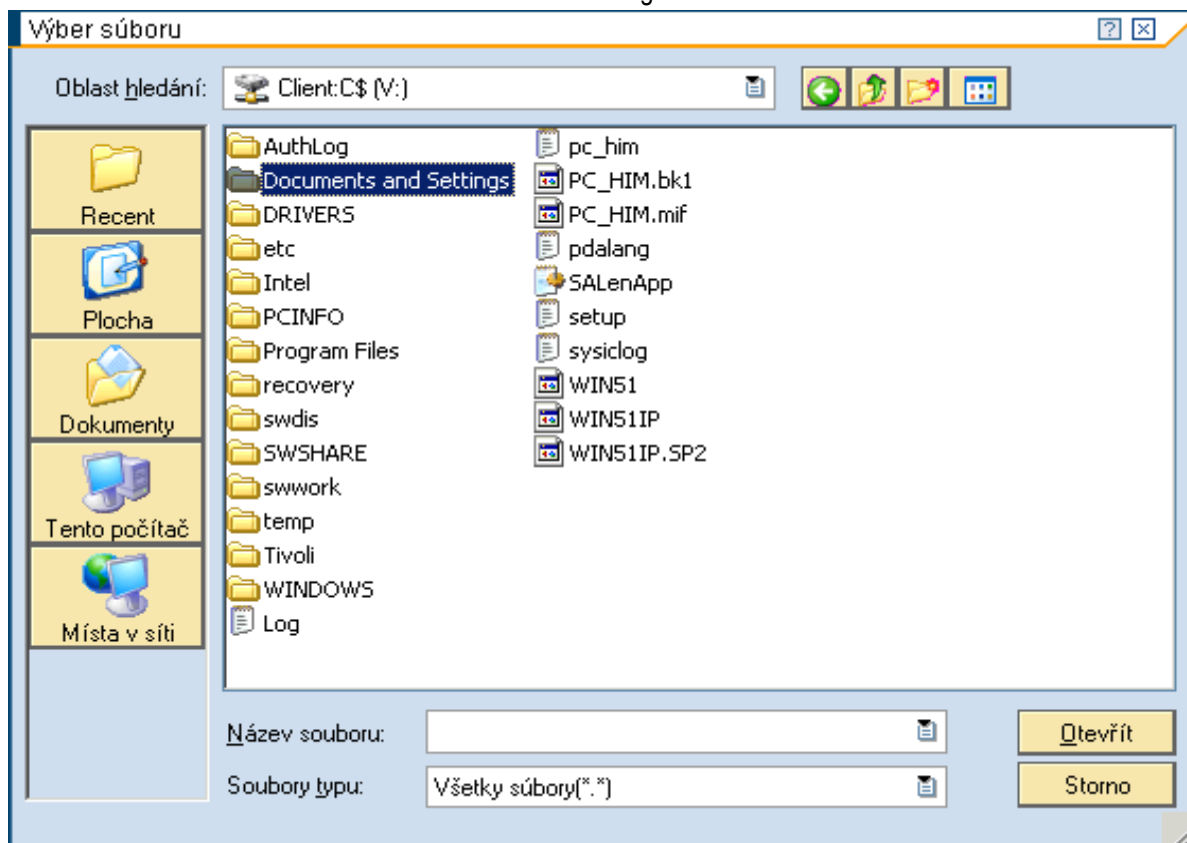 Výber súboru
Oblast hledání: Client:C$ (V:)
Recent
Plocha
Dokumenty
Tento počítač
Místa v síti
AuthLog
Documents and Settings
DRIVERS
etc
Intel
PCINFO
Program Files
recovery
swdis
SWSHARE
swwork
temp
Tivoli
WINDOWS
Log
pc_him
PC_HIM.bk1
PC_HIM.mif
pdalang
SALenApp
setup
sysiclog
WIN51
WIN51IP
WIN51IP.SP2
Název souboru:
Otevřít
Soubory typu: Všetky súbory(*.*)
Storno